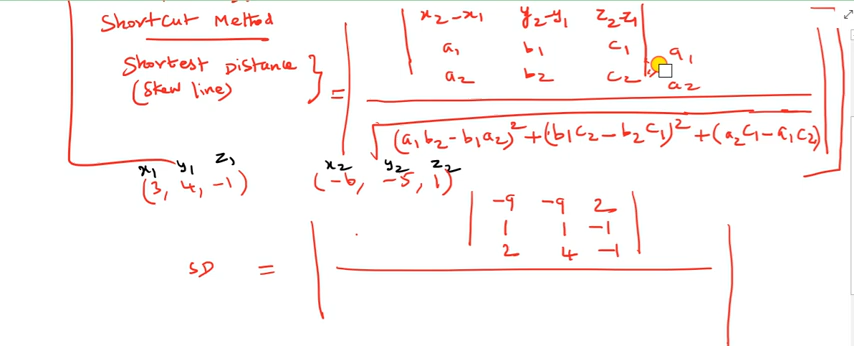 Shortcut Method
| x₂-x₁ y₂-y₁ z₂-z₁ |
| a₁ b₁ c₁ | a₁
| a₂ b₂ c₂ | a₂
Shortest Distance
(Skew line) } =
√(a₁b₂-b₁a₂)²+(b₁c₂-b₂c₁)²+(a₂c₁-a₁c₂)
x₁ y₁ z₁ x₂ y₂ z₂
(3, 4, -1) (-6, -5, 1)
| -9 -9 2 |
| 1 1 -1 |
| 2 4 -1 |
SD =